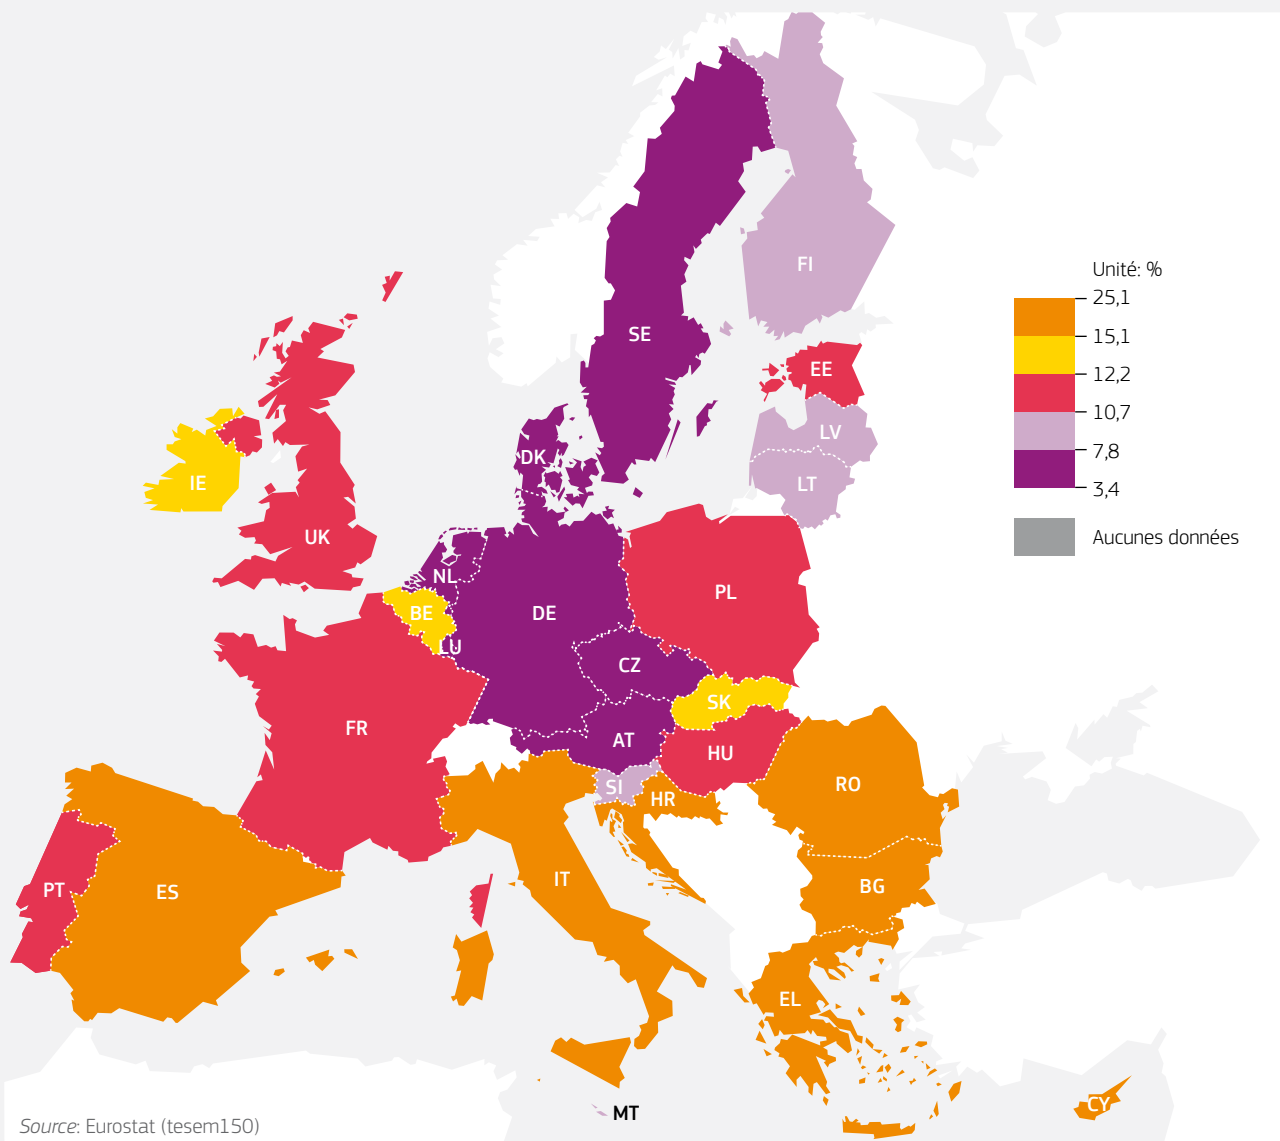 FI
Unité: %
25,1
SE
15,1
EE
12,2
10,7
LV
DK
7,8
IE
LT
3,4
UK
Aucunes données
NL
PL
BE
DE
LU
CZ
SK
FR
AT
HU
SI
HR
RO
PT
ES
IT
BG
EL
CY
MT
Source: Eurostat (tesem150)